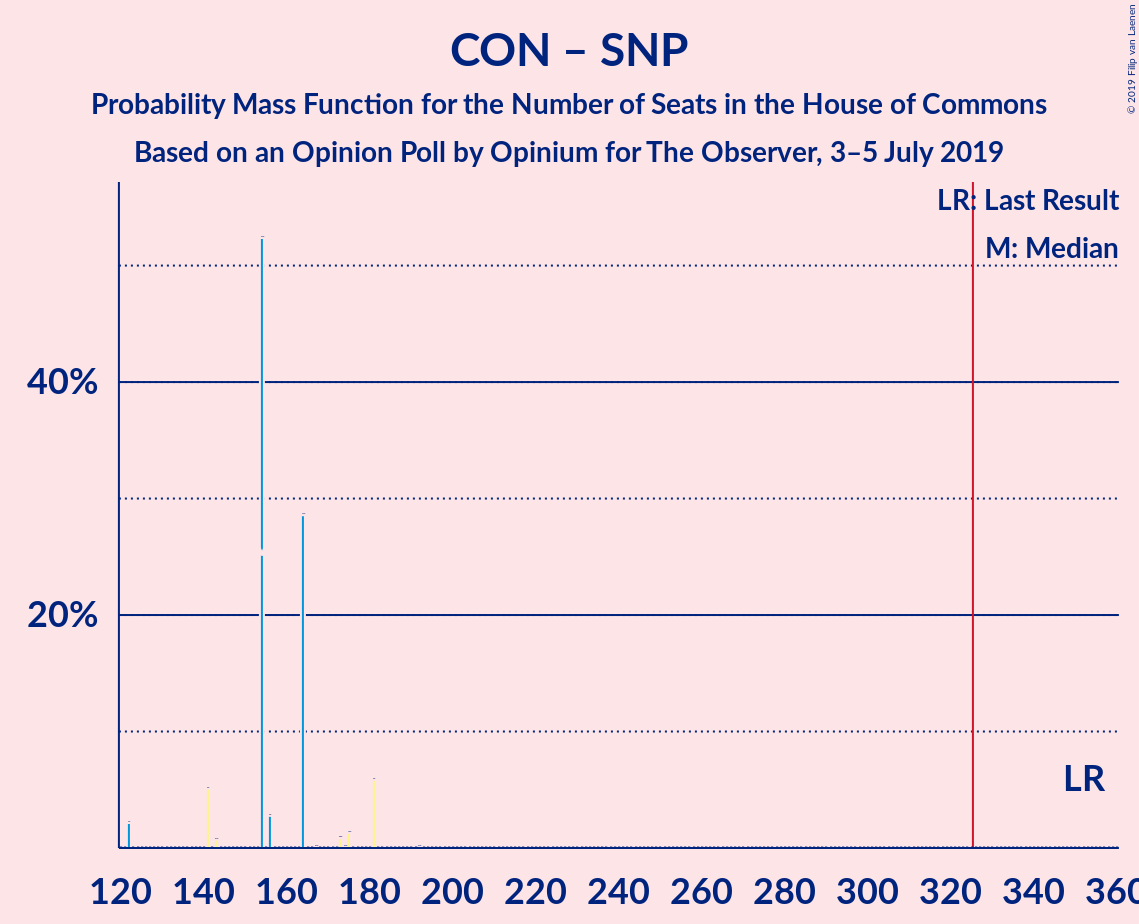 CON – SNP
Probability Mass Function for the Number of Seats in the House of Commons
Based on an Opinion Poll by Opinium for The Observer, 3–5 July 2019
© 2019 Filip van Laenen
LR: Last Result
M: Median
40%
20%
LR
120 140 160 180 200 220 240 260 280 300 320 340 360